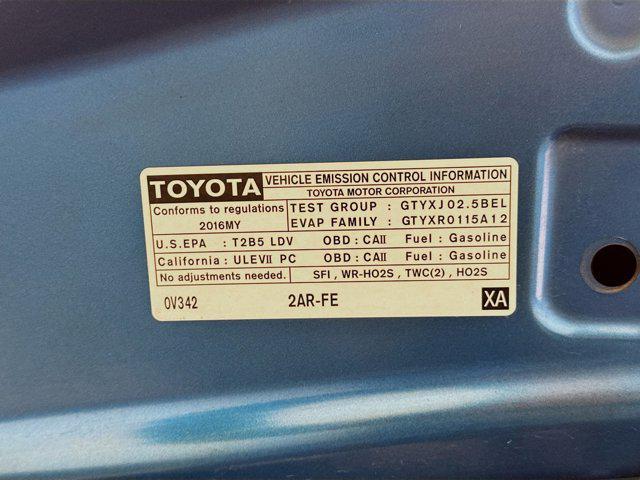 TOYOTA VEHICLE EMISSION CONTROL INFORMATION
TOYOTA MOTOR CORPORATION
Conforms to regulations
2016MY
TEST GROUP : GTYXJ02.5BEL
EVAP FAMILY : GTYXR0115A12
U.S.EPA : T2B5 LDV OBD : CAII Fuel : Gasoline
California : ULEVII PC OBD : CAII Fuel : Gasoline
No adjustments needed. SFI , WR-HO2S , TWC(2) , HO2S
0V342 2AR-FE XA